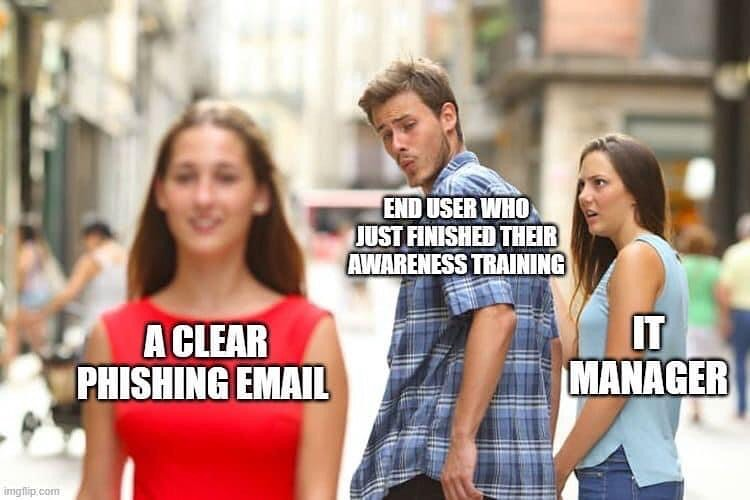 END USER WHO
JUST FINISHED THEIR
AWARENESS TRAINING
A CLEAR
PHISHING EMAIL
IT
MANAGER
imgflip.com